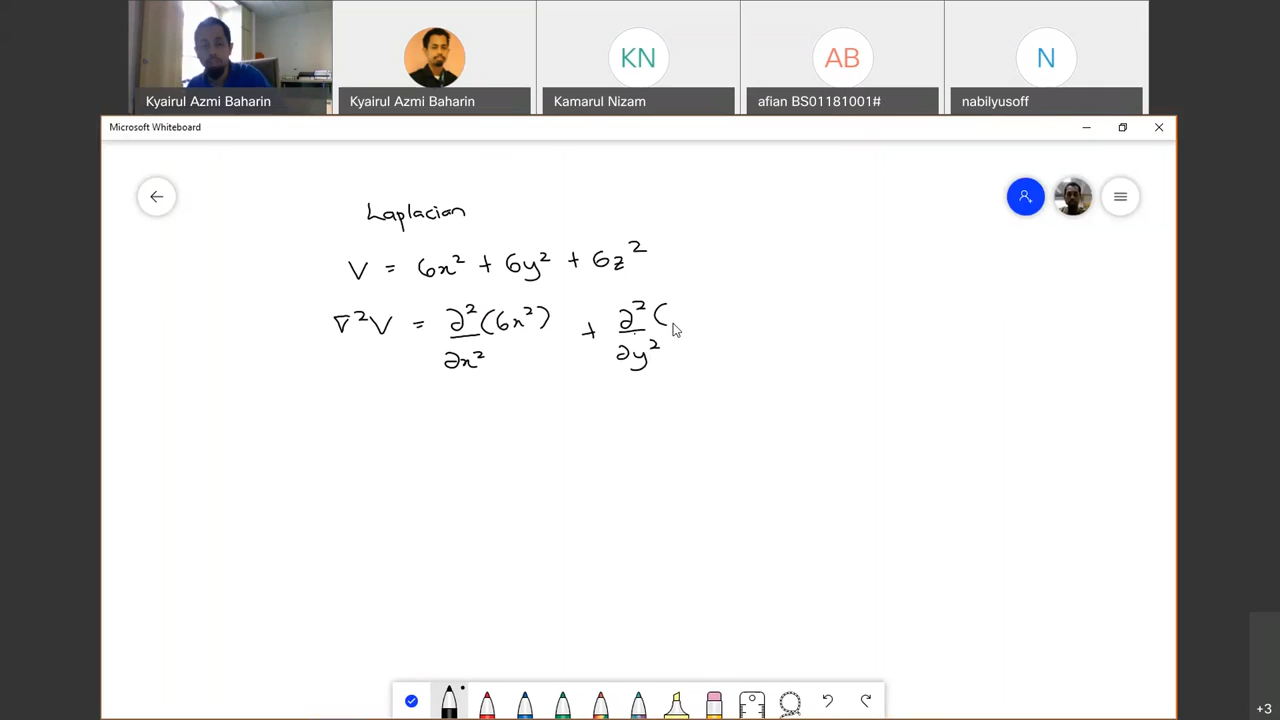 Kyairul Azmi Baharin
Kyairul Azmi Baharin
KN
Kamarul Nizam
AB
afian BS01181001#
N
nabilyusoff
Microsoft Whiteboard
Laplacian
V = 6x² + 6y² + 6z²
∇²V = ∂²/∂x² (6x²) + ∂²/∂y² (
+3